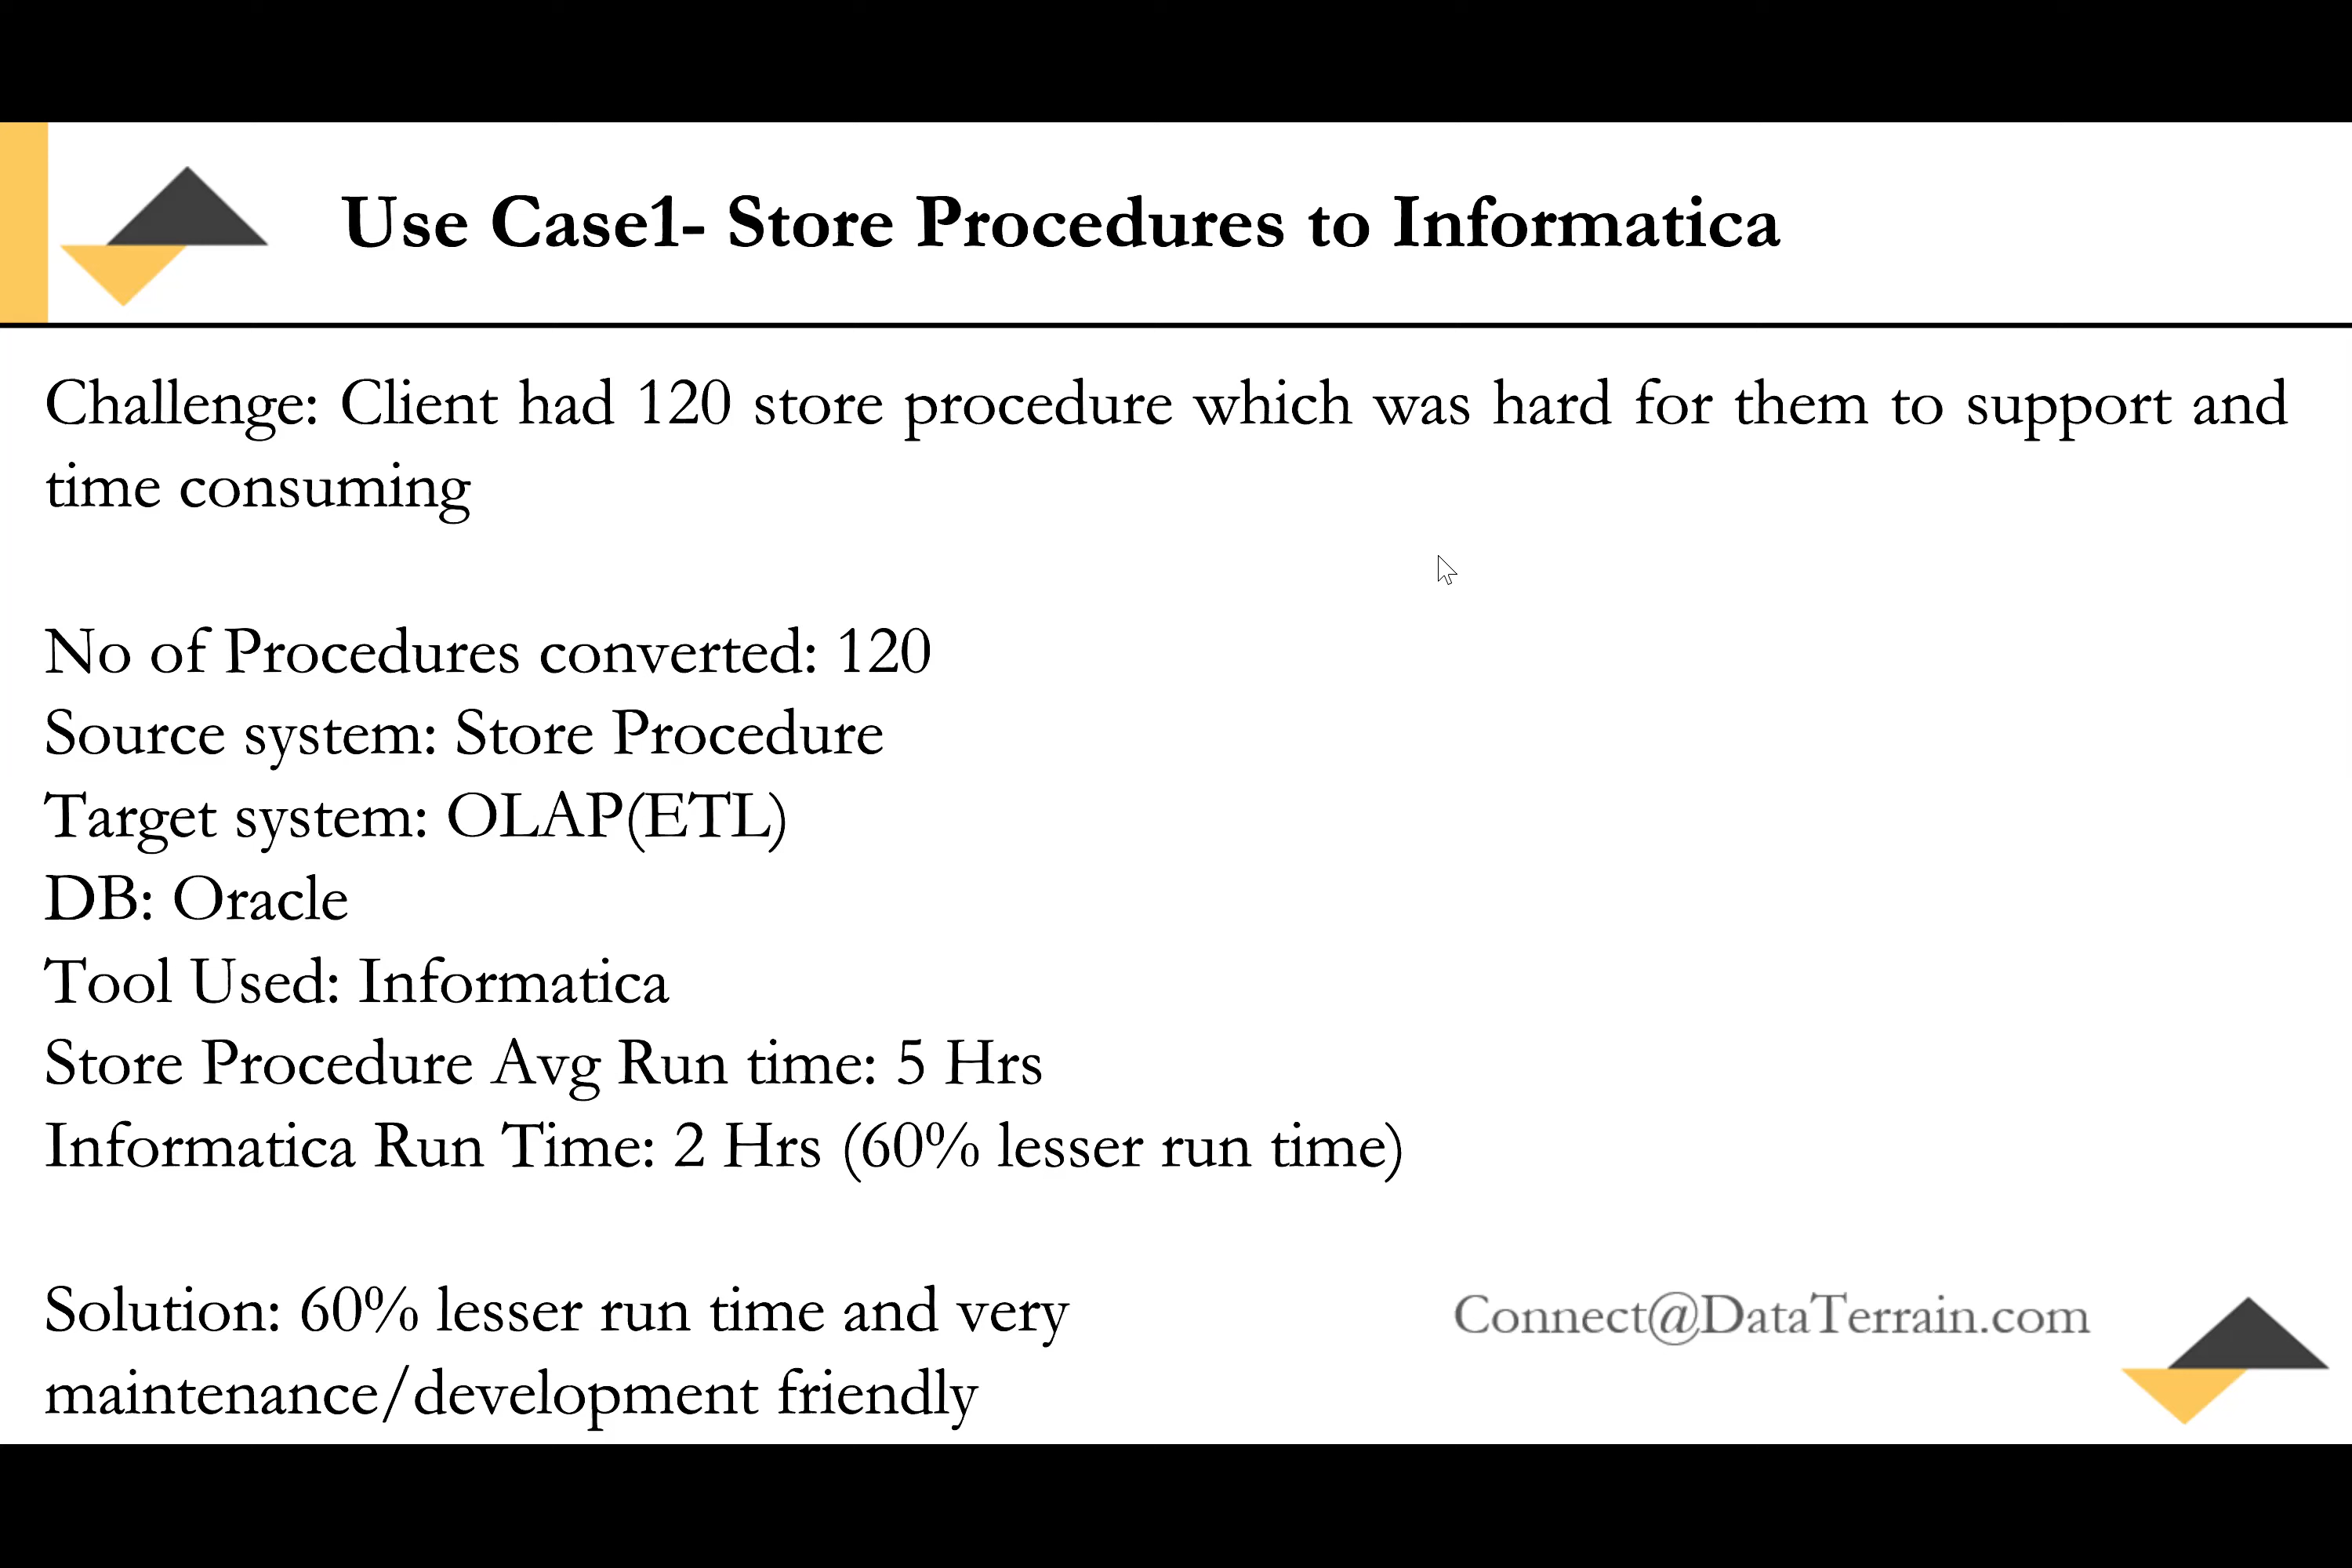 Use Case1- Store Procedures to Informatica
Challenge: Client had 120 store procedure which was hard for them to support and
time consuming
No of Procedures converted: 120
Source system: Store Procedure
Target system: OLAP(ETL)
DB: Oracle
Tool Used: Informatica
Store Procedure Avg Run time: 5 Hrs
Informatica Run Time: 2 Hrs (60% lesser run time)
Solution: 60% lesser run time and very
maintenance/development friendly
Connect@DataTerrain.com